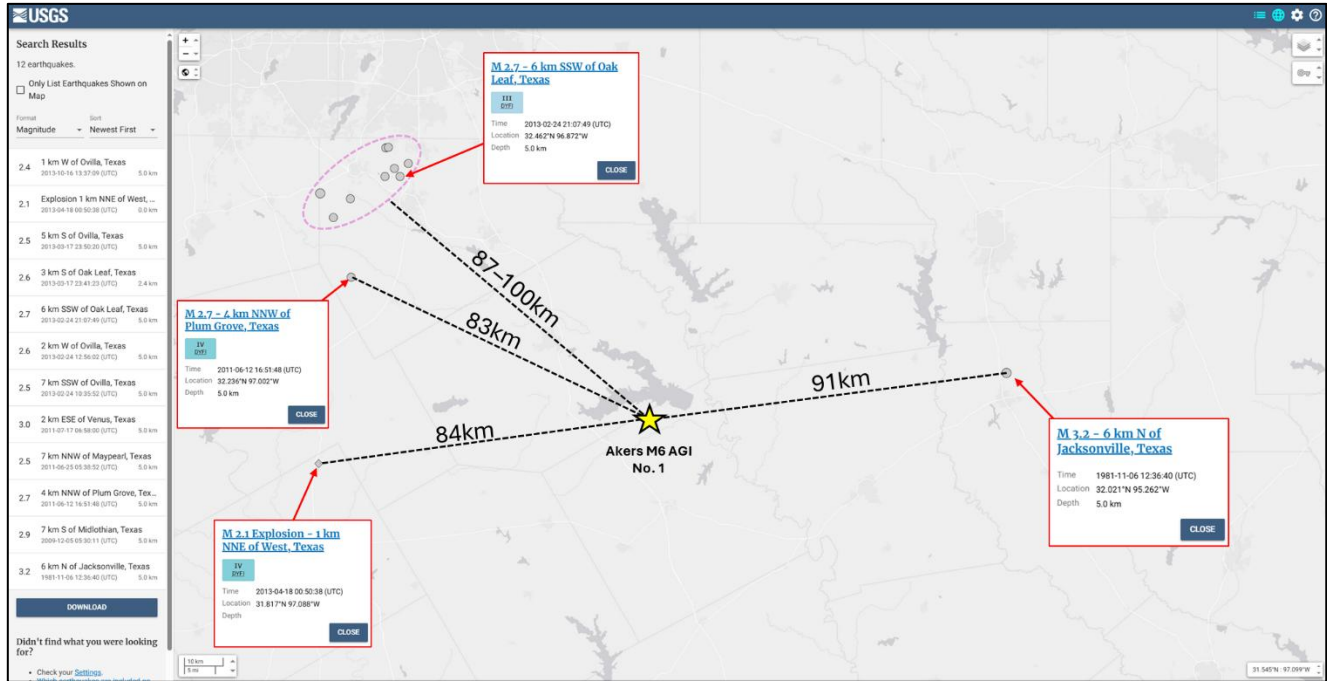 USGS
Search Results
12 earthquakes.
Only List Earthquakes Shown on
Map
Format
Sort
Magnitude
Newest First
2.4
1 km W of Ovilla, Texas
2013-10-16 13:37:09 (UTC)
5.0 km
2.1
Explosion 1 km NNE of West, ...
2013-04-18 00:50:38 (UTC)
0.0 km
2.5
5 km S of Ovilla, Texas
2013-03-17 23:50:20 (UTC)
5.0 km
2.6
3 km S of Oak Leaf, Texas
2013-03-17 23:41:23 (UTC)
2.4 km
2.7
6 km SSW of Oak Leaf, Texas
2013-02-24 21:07:49 (UTC)
5.0 km
2.6
2 km W of Ovilla, Texas
2013-02-24 12:56:02 (UTC)
5.0 km
2.5
7 km SSW of Ovilla, Texas
2013-02-24 10:35:52 (UTC)
5.0 km
3.0
2 km ESE of Venus, Texas
2011-07-17 06:58:00 (UTC)
5.0 km
2.5
7 km NNW of Maypearl, Texas
2011-06-25 05:38:52 (UTC)
5.0 km
2.7
4 km NNW of Plum Grove, Tex...
2011-06-12 16:51:48 (UTC)
5.0 km
2.9
7 km S of Midlothian, Texas
2009-12-05 05:30:11 (UTC)
5.0 km
3.2
6 km N of Jacksonville, Texas
1981-11-06 12:36:40 (UTC)
5.0 km
DOWNLOAD
Didn't find what you were looking
for?
• Check your Settings.
• Which earthquakes are included on
M 2.7 - 6 km SSW of Oak
Leaf, Texas
III
DYFI
Time 2013-02-24 21:07:49 (UTC)
Location 32.462°N 96.872°W
Depth 5.0 km
CLOSE
87–100km
M 2.7 - 4 km NNW of
Plum Grove, Texas
IV
DYFI
Time 2011-06-12 16:51:48 (UTC)
Location 32.236°N 97.002°W
Depth 5.0 km
CLOSE
83km
84km
91km
Akers M6 AGI
No. 1
M 3.2 - 6 km N of
Jacksonville, Texas
Time 1981-11-06 12:36:40 (UTC)
Location 32.021°N 95.262°W
Depth 5.0 km
CLOSE
M 2.1 Explosion - 1 km
NNE of West, Texas
IV
DYFI
Time 2013-04-18 00:50:38 (UTC)
Location 31.817°N 97.088°W
Depth
CLOSE
10 km
5 mi
31.545°N : 97.099°W